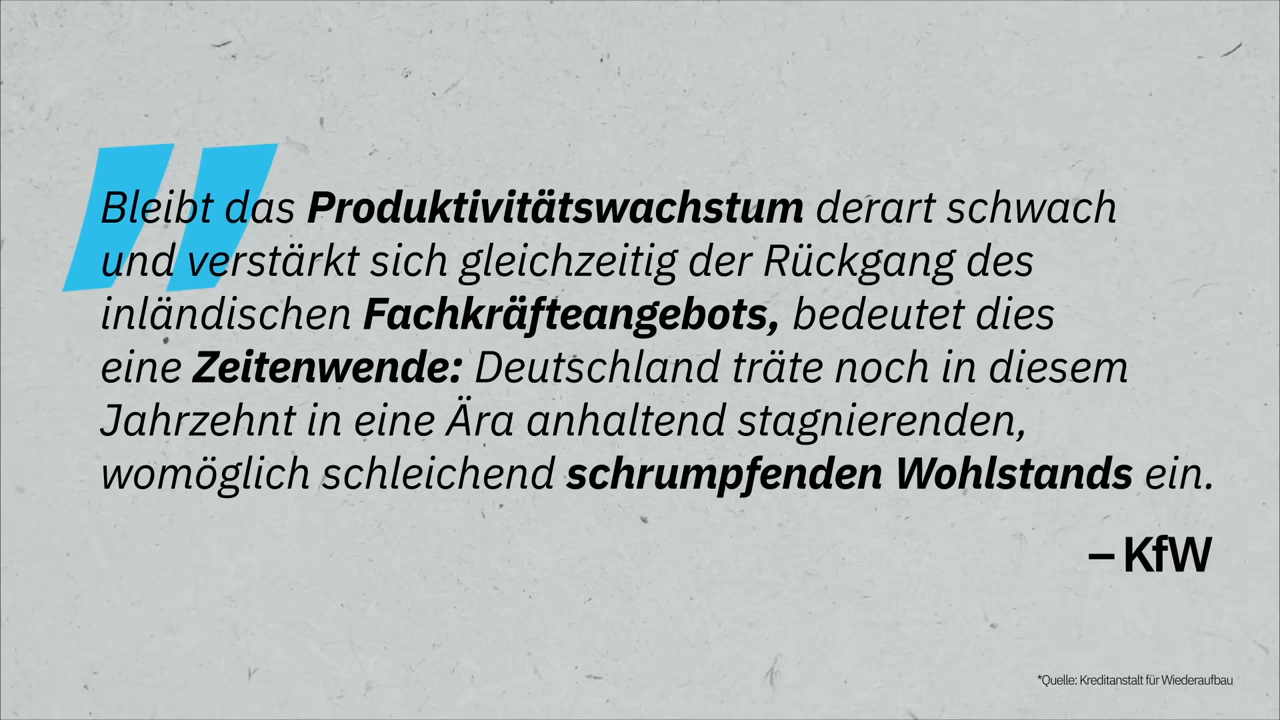 Bleibt das Produktivitätswachstum derart schwach
und verstärkt sich gleichzeitig der Rückgang des
inländischen Fachkräfteangebots, bedeutet dies
eine Zeitenwende: Deutschland träte noch in diesem
Jahrzehnt in eine Ära anhaltend stagnierenden,
womöglich schleichend schrumpfenden Wohlstands ein.
– KfW
*Quelle: Kreditanstalt für Wiederaufbau